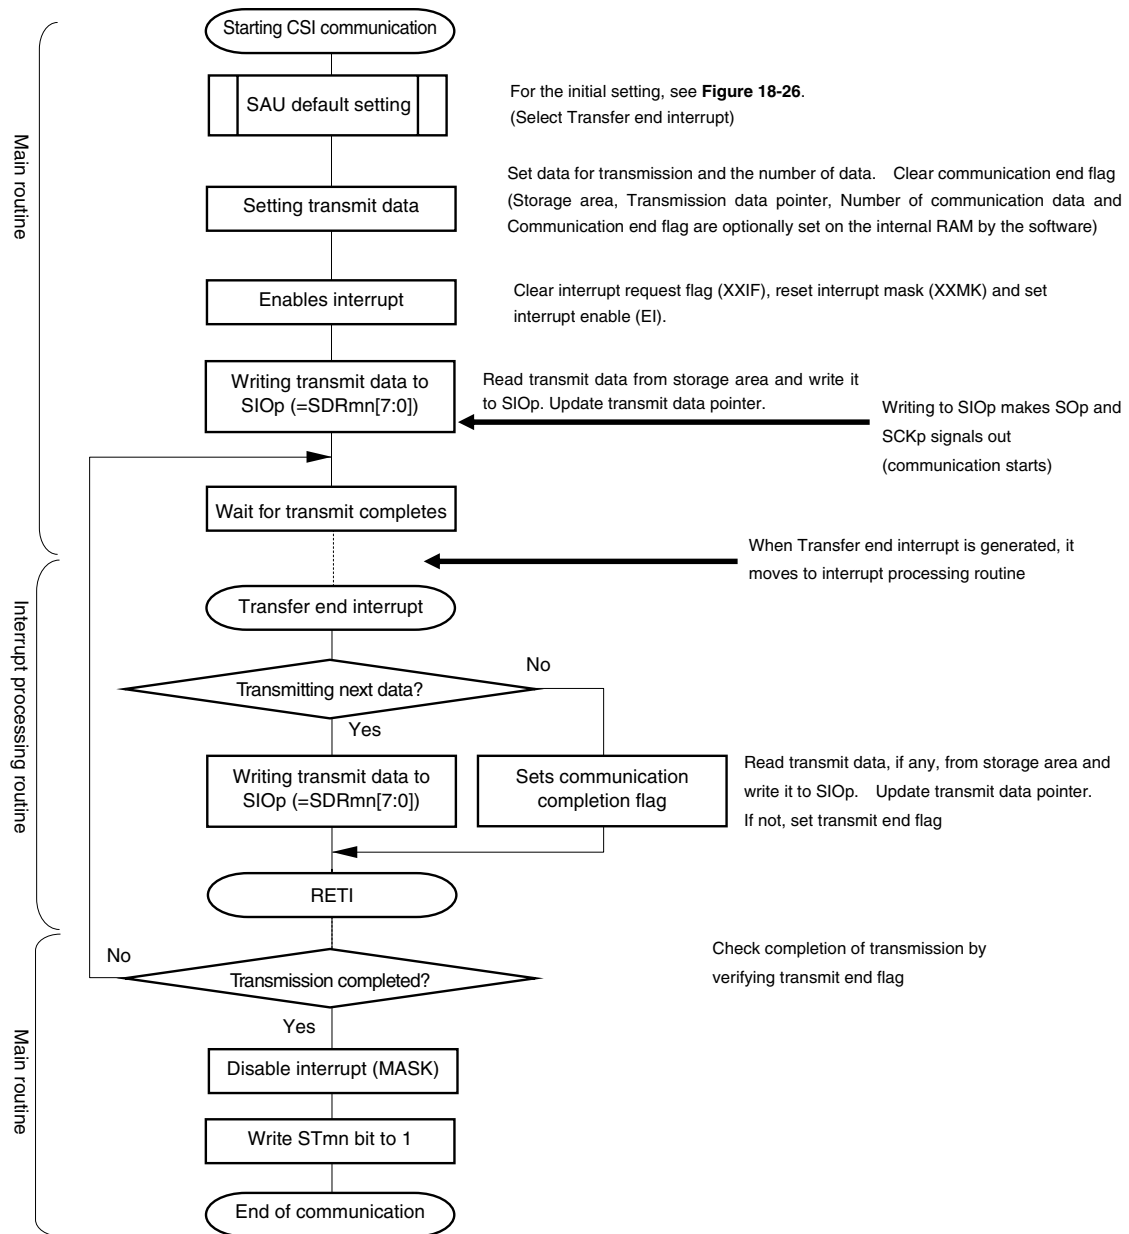 Starting CSI communication
Main routine
SAU default setting
For the initial setting, see Figure 18-26.
(Select Transfer end interrupt)
Setting transmit data
Set data for transmission and the number of data. Clear communication end flag
(Storage area, Transmission data pointer, Number of communication data and
Communication end flag are optionally set on the internal RAM by the software)
Enables interrupt
Clear interrupt request flag (XXIF), reset interrupt mask (XXMK) and set
interrupt enable (EI).
Writing transmit data to
SIOp (=SDRmn[7:0])
Read transmit data from storage area and write it
to SIOp. Update transmit data pointer.
Writing to SIOp makes SOp and
SCKp signals out
(communication starts)
Wait for transmit completes
When Transfer end interrupt is generated, it
moves to interrupt processing routine
Interrupt processing routine
Transfer end interrupt
Transmitting next data?
No
Yes
Writing transmit data to
SIOp (=SDRmn[7:0])
Sets communication
completion flag
Read transmit data, if any, from storage area and
write it to SIOp. Update transmit data pointer.
If not, set transmit end flag
RETI
Main routine
No
Transmission completed?
Check completion of transmission by
verifying transmit end flag
Yes
Disable interrupt (MASK)
Write STmn bit to 1
End of communication